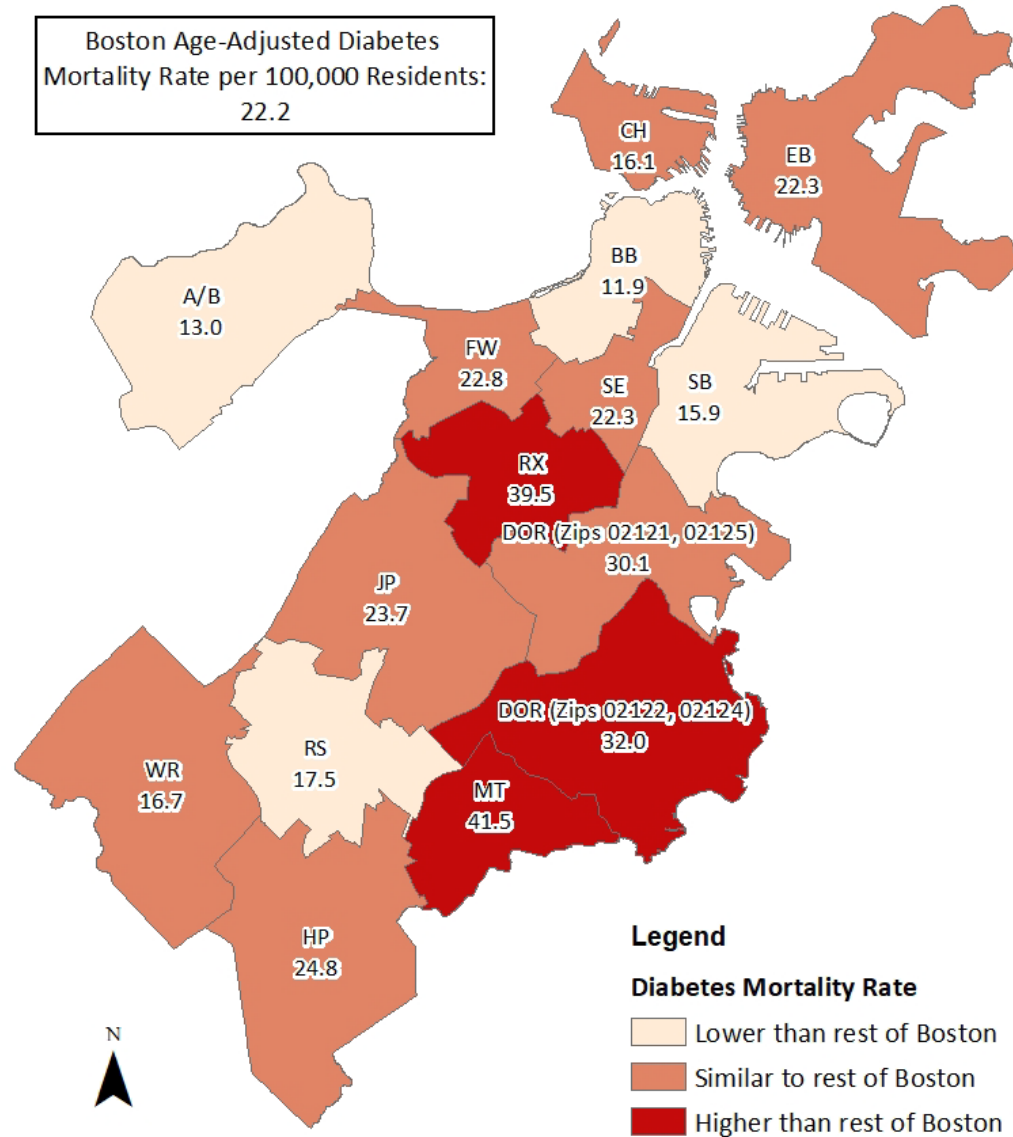 Boston Age-Adjusted Diabetes
Mortality Rate per 100,000 Residents:
22.2
CH
16.1
EB
22.3
BB
11.9
A/B
13.0
FW
22.8
SE
22.3
SB
15.9
RX
39.5
DOR (Zips 02121, 02125)
30.1
JP
23.7
DOR (Zips 02122, 02124)
32.0
RS
17.5
WR
16.7
MT
41.5
HP
24.8
N
Legend
Diabetes Mortality Rate
Lower than rest of Boston
Similar to rest of Boston
Higher than rest of Boston